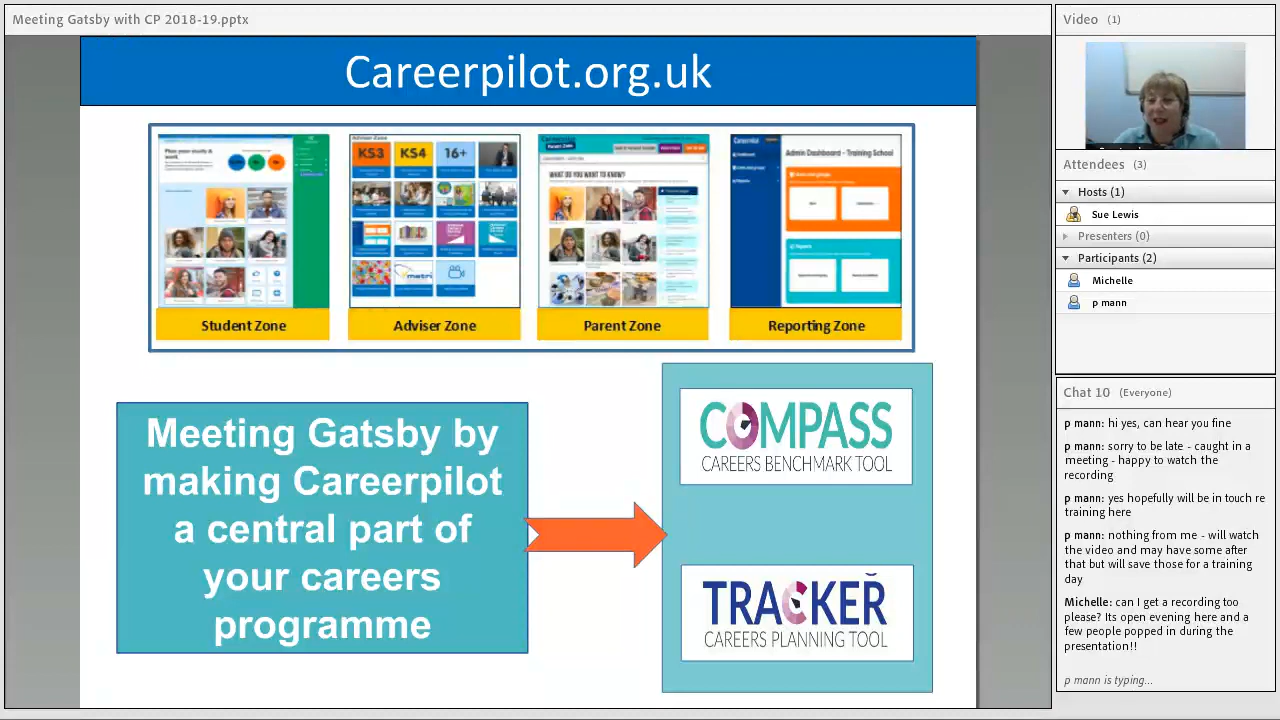 Meeting Gatsby with CP 2018-19.pptx
Careerpilot.org.uk
Adviser Zone
KS3
KS4
16+
WHAT DO YOU WANT TO KNOW?
Admin Dashboard - Training School
Student Zone
Adviser Zone
Parent Zone
Reporting Zone
Meeting Gatsby by
making Careerpilot
a central part of
your careers
programme
COMPASS
CAREERS BENCHMARK TOOL
TRACKER
CAREERS PLANNING TOOL
Video (1)
Attendees (3)
Hosts (1)
Participants (2)
p mann
Chat 10 (Everyone)
p mann: hi yes, can hear you fine
p mann: sorry to be late - caught in a
meeting - happy to watch the
recording
p mann: yes hopefully will be in touch re
training here
p mann: nothing from me - will watch
the video and may have some after
that but will save those for a training
day
Michelle: can I get a recording too
please? Its open evening here and a
few people popped in during the
presentation!!
p mann is typing...